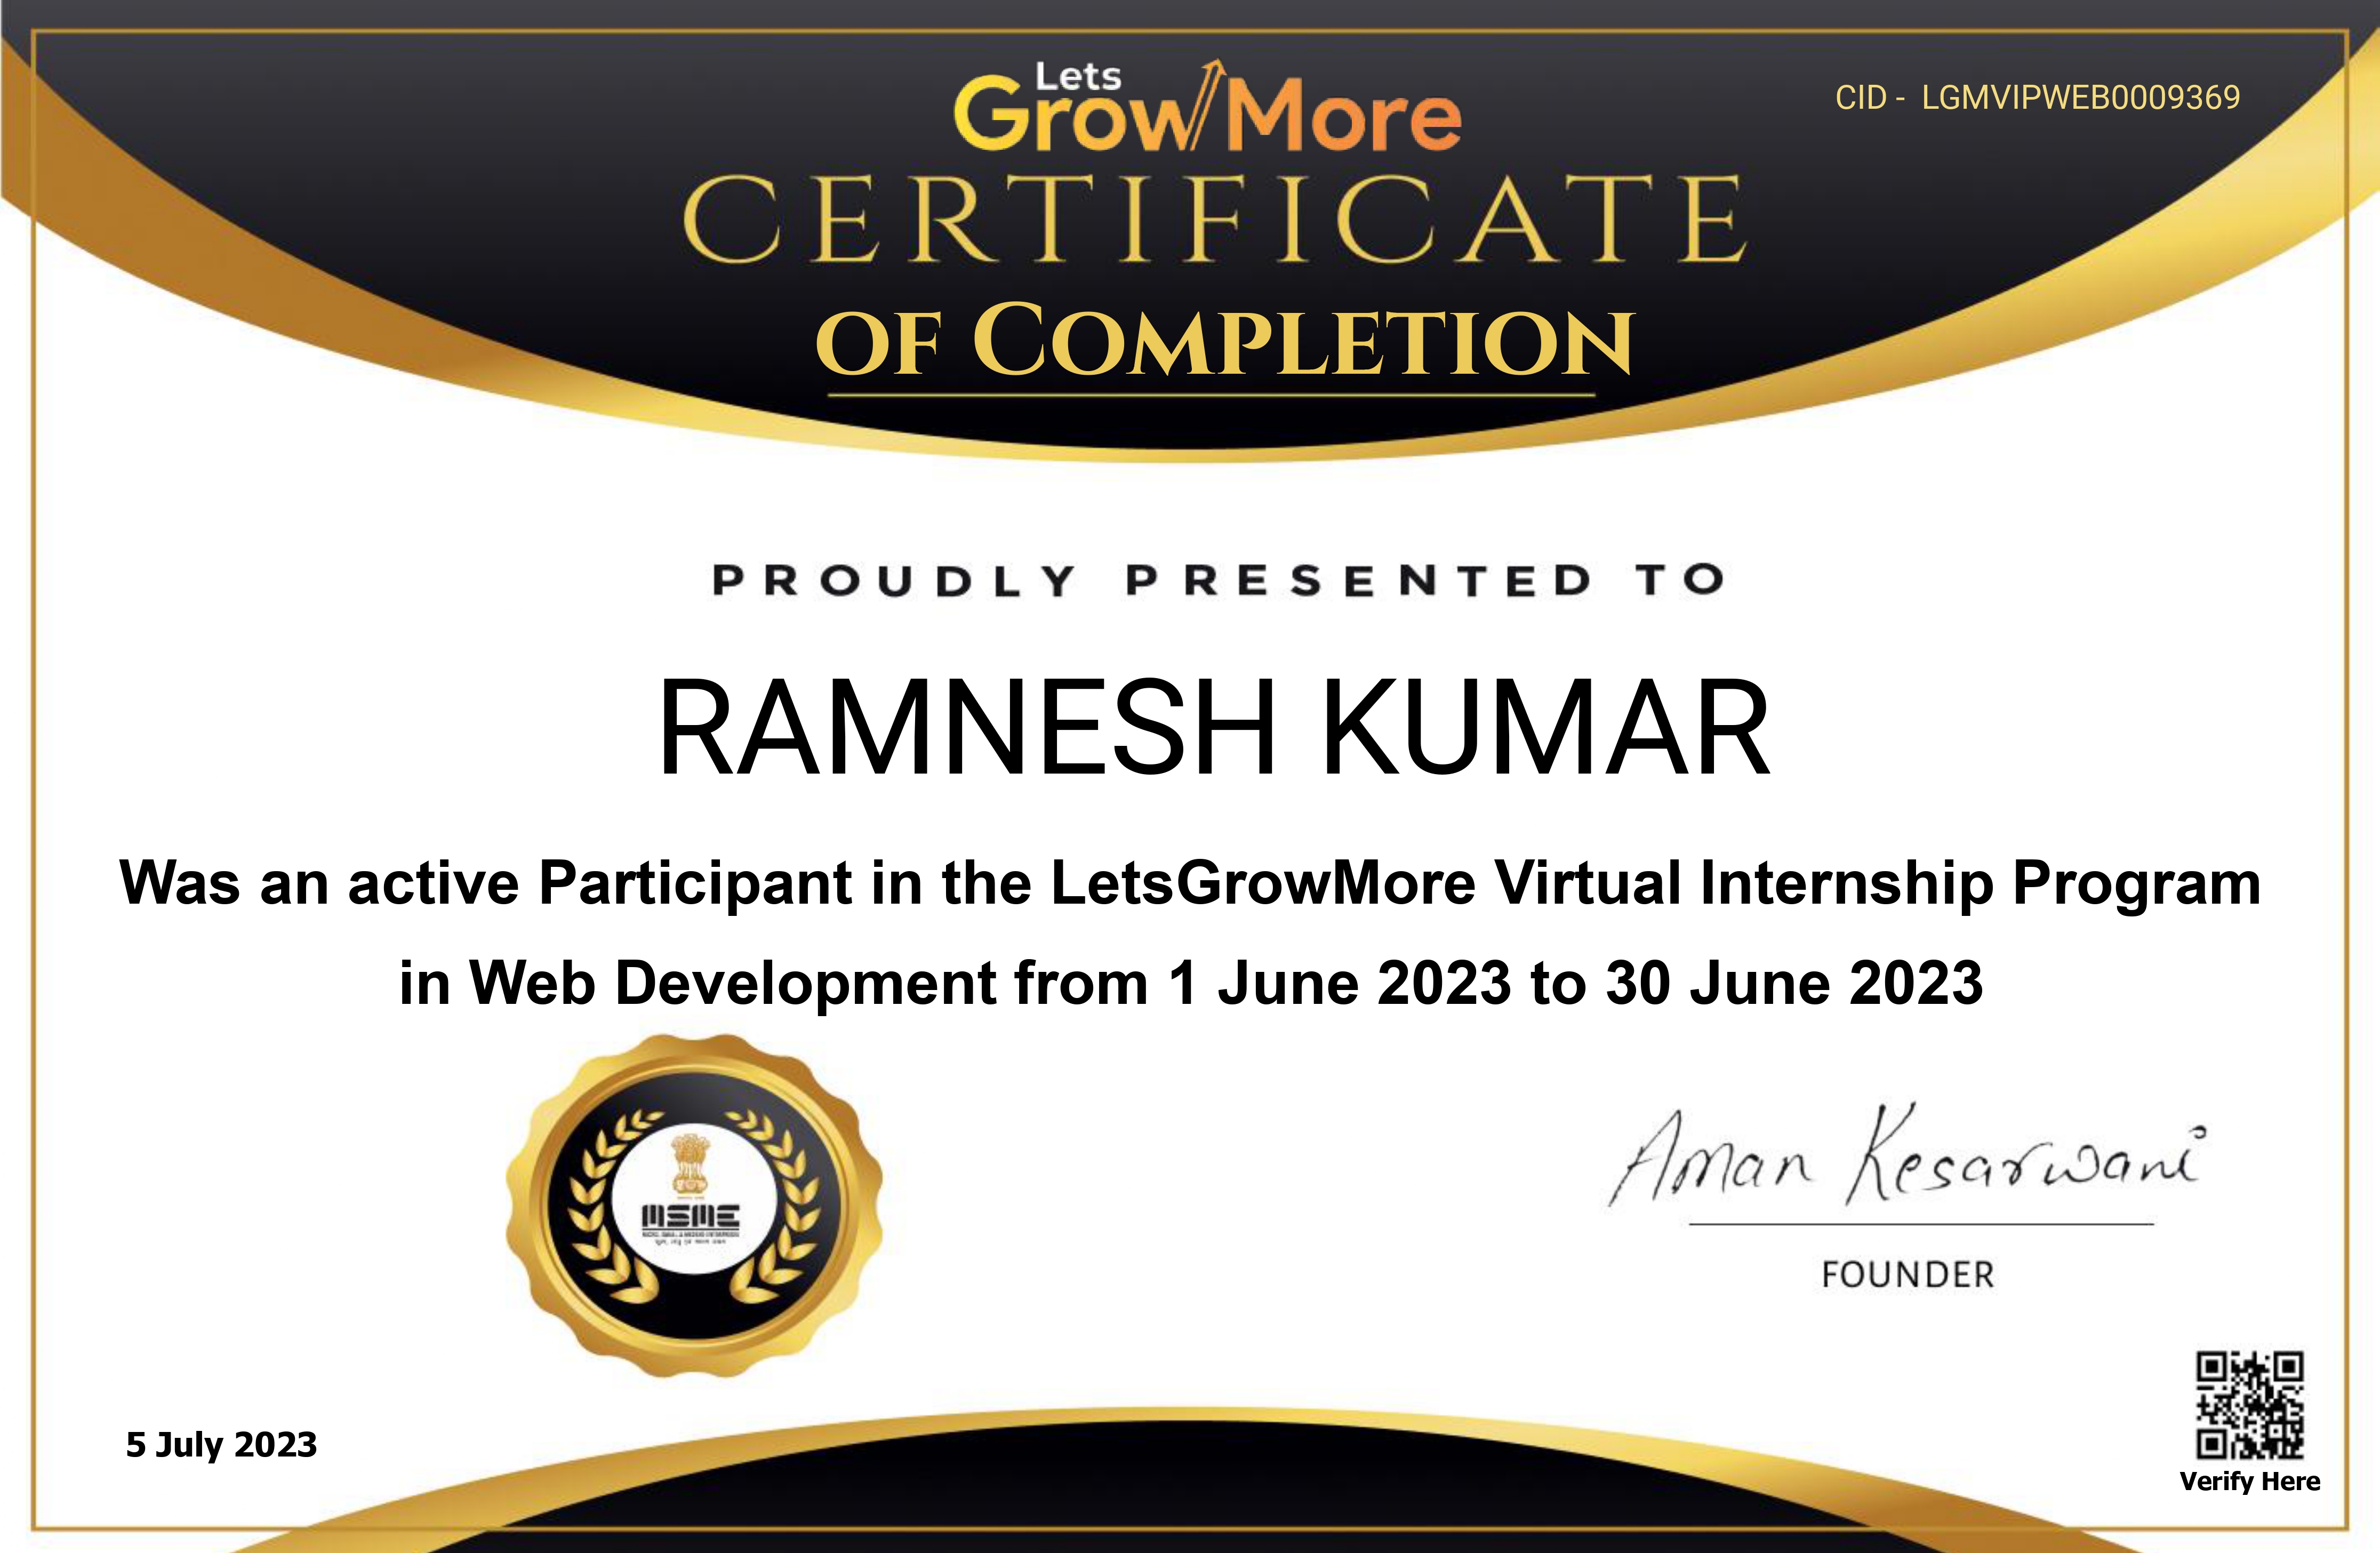 Lets
GrowMore
CID - LGMVIPWEB0009369
CERTIFICATE
OF COMPLETION
PROUDLY PRESENTED TO
RAMNESH KUMAR
Was an active Participant in the LetsGrowMore Virtual Internship Program
in Web Development from 1 June 2023 to 30 June 2023
MSME
Aman Kesarwani
FOUNDER
5 July 2023
Verify Here